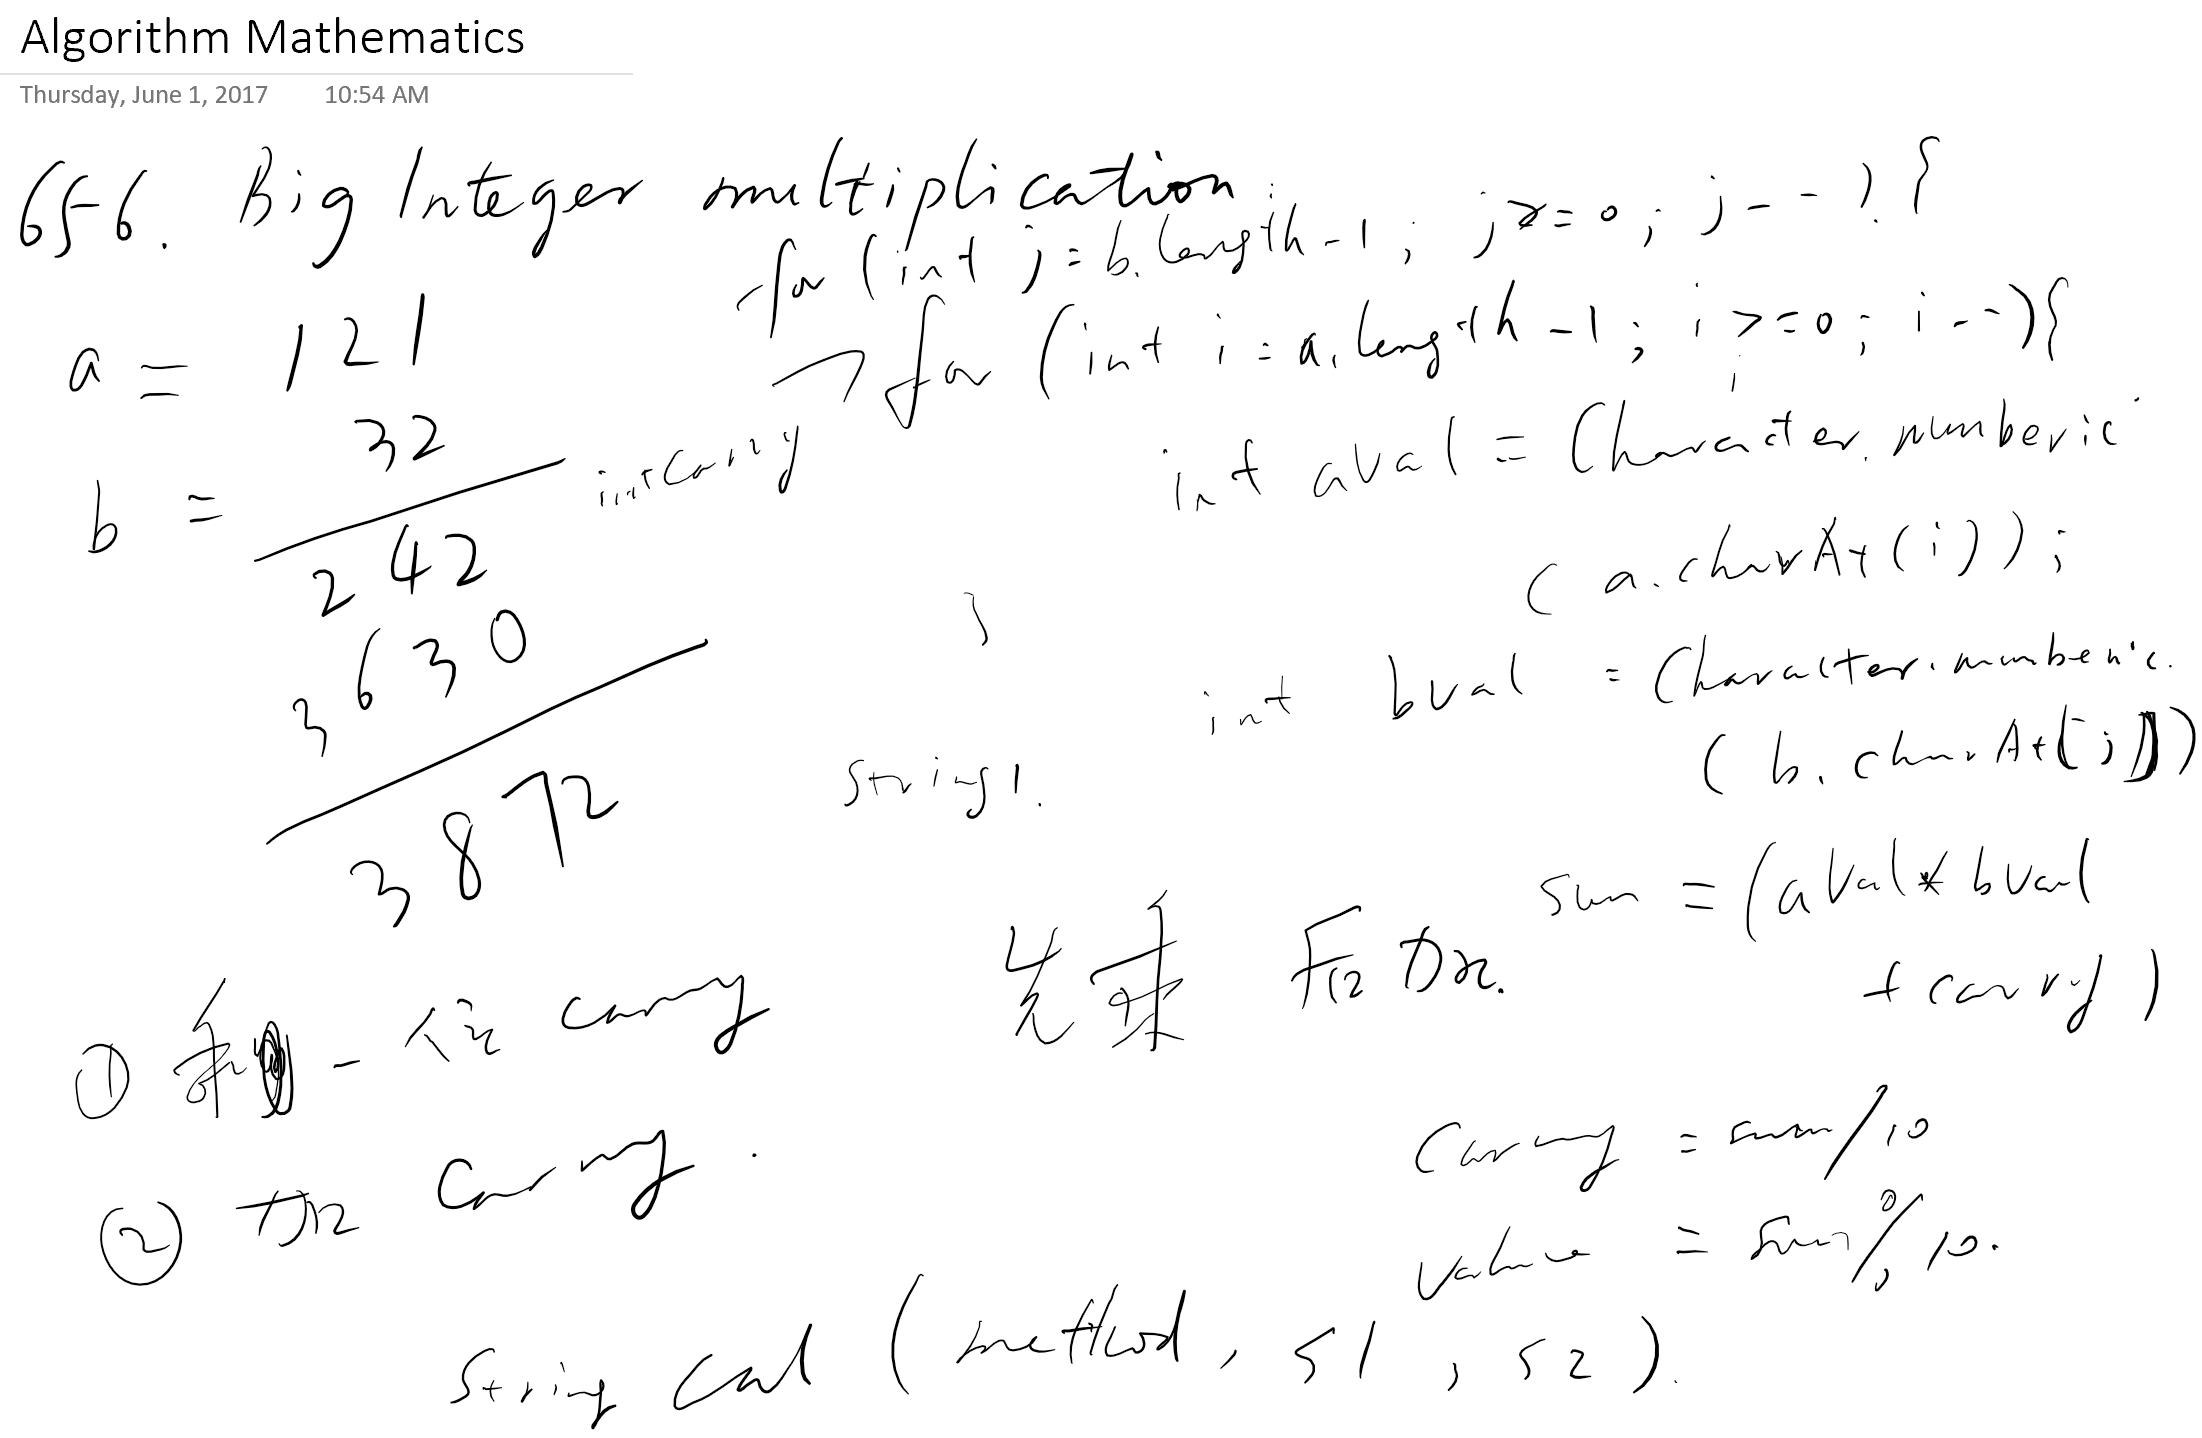 Algorithm Mathematics
Thursday, June 1, 2017 10:54 AM
656. Big Integer multiplication.
for (int j = b.length - 1; j >= 0; j--) {
a = 121
for (int i = a.length - 1; i >= 0; i--) {
32
int carry
int aval = Character.numberic
b =
242
(a.charAt(i));
3630
}
int bval = Character.numberic.
(b.charAt(j))
3872
String 1.
sum = (aVal * bVal
+ carry)
先乘 后加.
① 乘 一位 carry
carry = sum/10
② 加 carry.
value = sum % 10.
String cal (method, s1, s2).